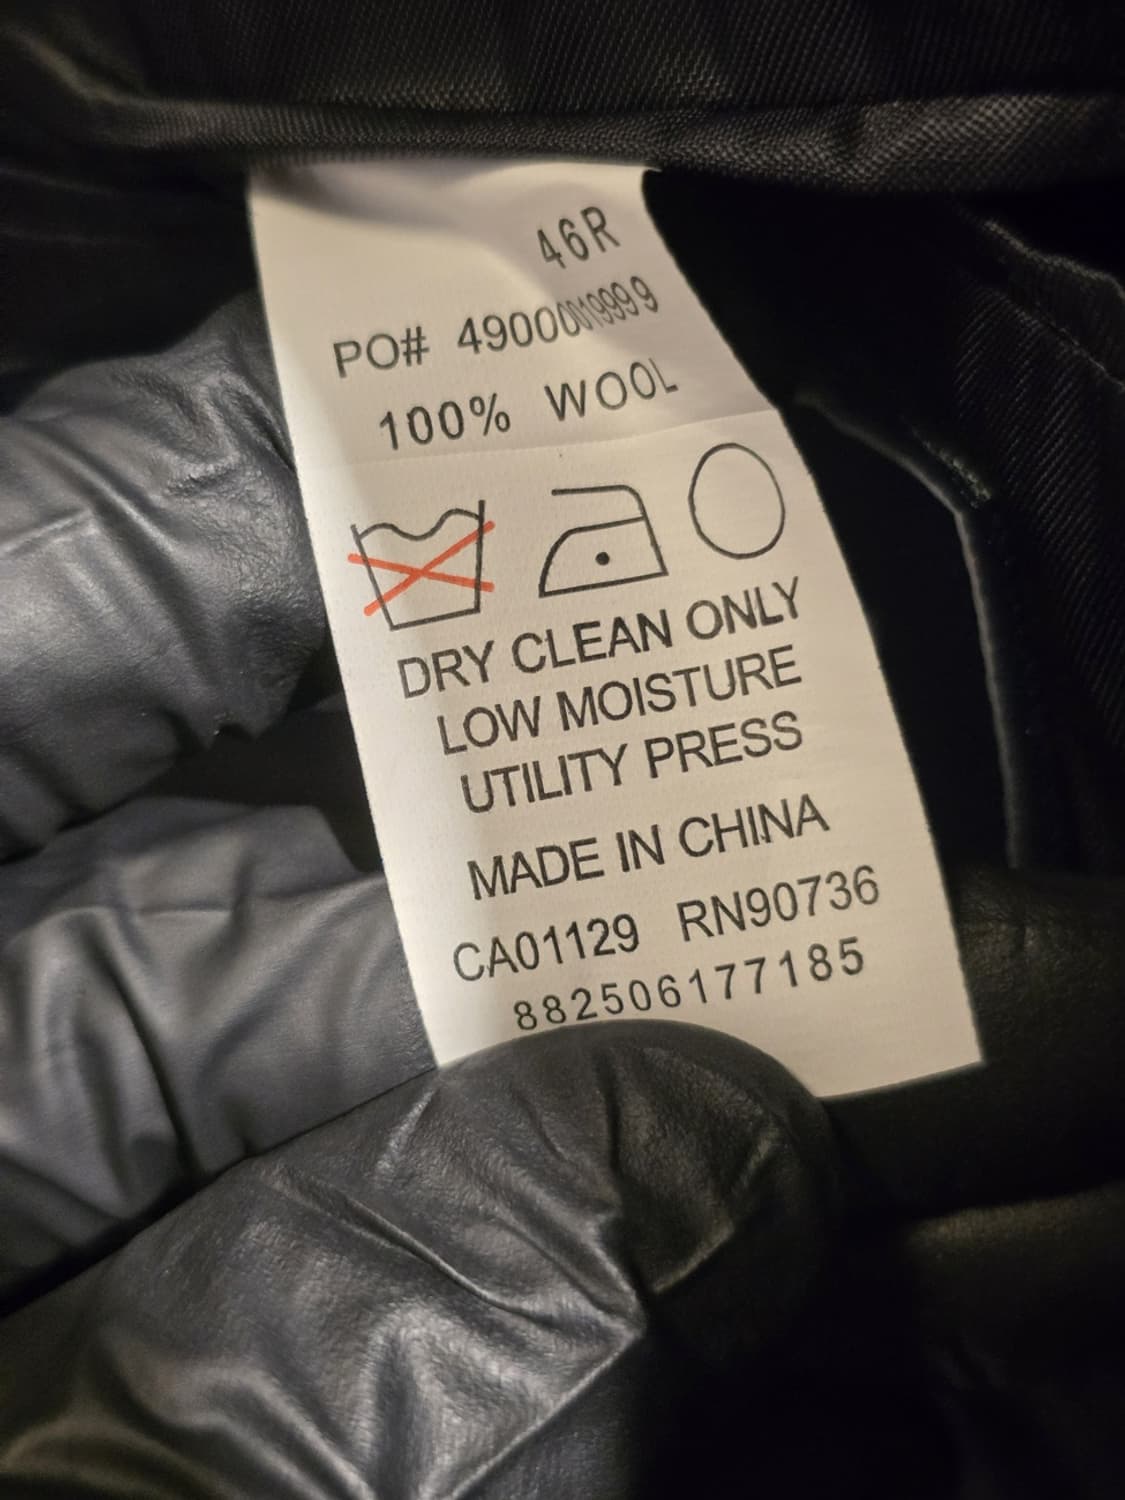 46R
PO#
100% WOOL
DRY CLEAN ONLY
LOW MOISTURE
UTILITY PRESS
MADE IN CHINA
CA01129 RN90736
882506177185